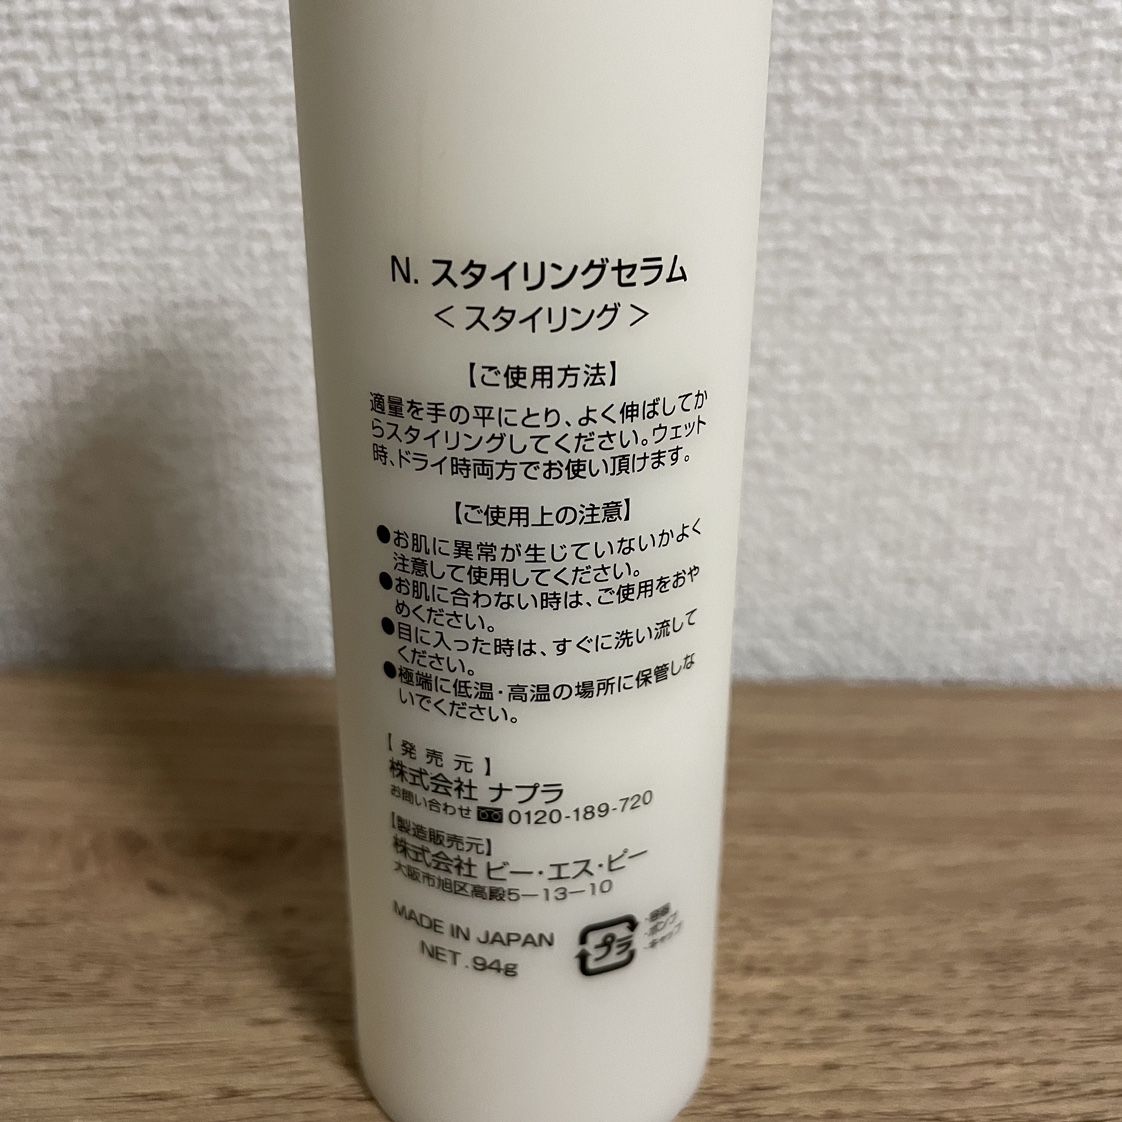 N. スタイリングセラム
＜スタイリング＞
【ご使用方法】
適量を手の平にとり、よく伸ばしてか
らスタイリングしてください。ウェット
時、ドライ時両方でお使い頂けます。
【ご使用上の注意】
●お肌に異常が生じていないかよく
注意して使用してください。
●お肌に合わない時は、ご使用をおや
めください。
●目に入った時は、すぐに洗い流して
ください。
●極端に低温・高温の場所に保管しな
いでください。
【発売元】
株式会社 ナプラ
お問い合わせ 0120-189-720
【製造販売元】
株式会社 ビー・エス・ピー
大阪市旭区高殿5－13－10
MADE IN JAPAN
NET.94g
プラ
・容器
・ポンプ
・キャップ